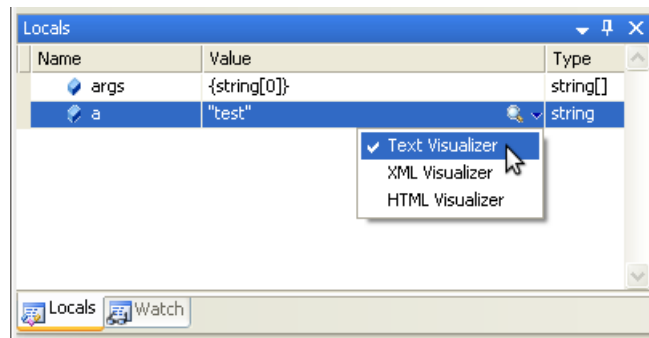 Locals
Name Value Type
args {string[0]} string[]
a "test" string
Text Visualizer
XML Visualizer
HTML Visualizer
Locals Watch